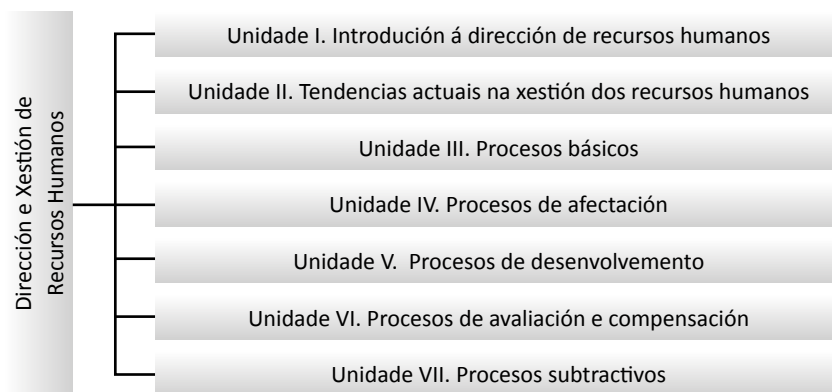 Dirección e Xestión de
Recursos Humanos
Unidade I. Introdución á dirección de recursos humanos
Unidade II. Tendencias actuais na xestión dos recursos humanos
Unidade III. Procesos básicos
Unidade IV. Procesos de afectación
Unidade V.  Procesos de desenvolvemento
Unidade VI. Procesos de avaliación e compensación
Unidade VII. Procesos subtractivos